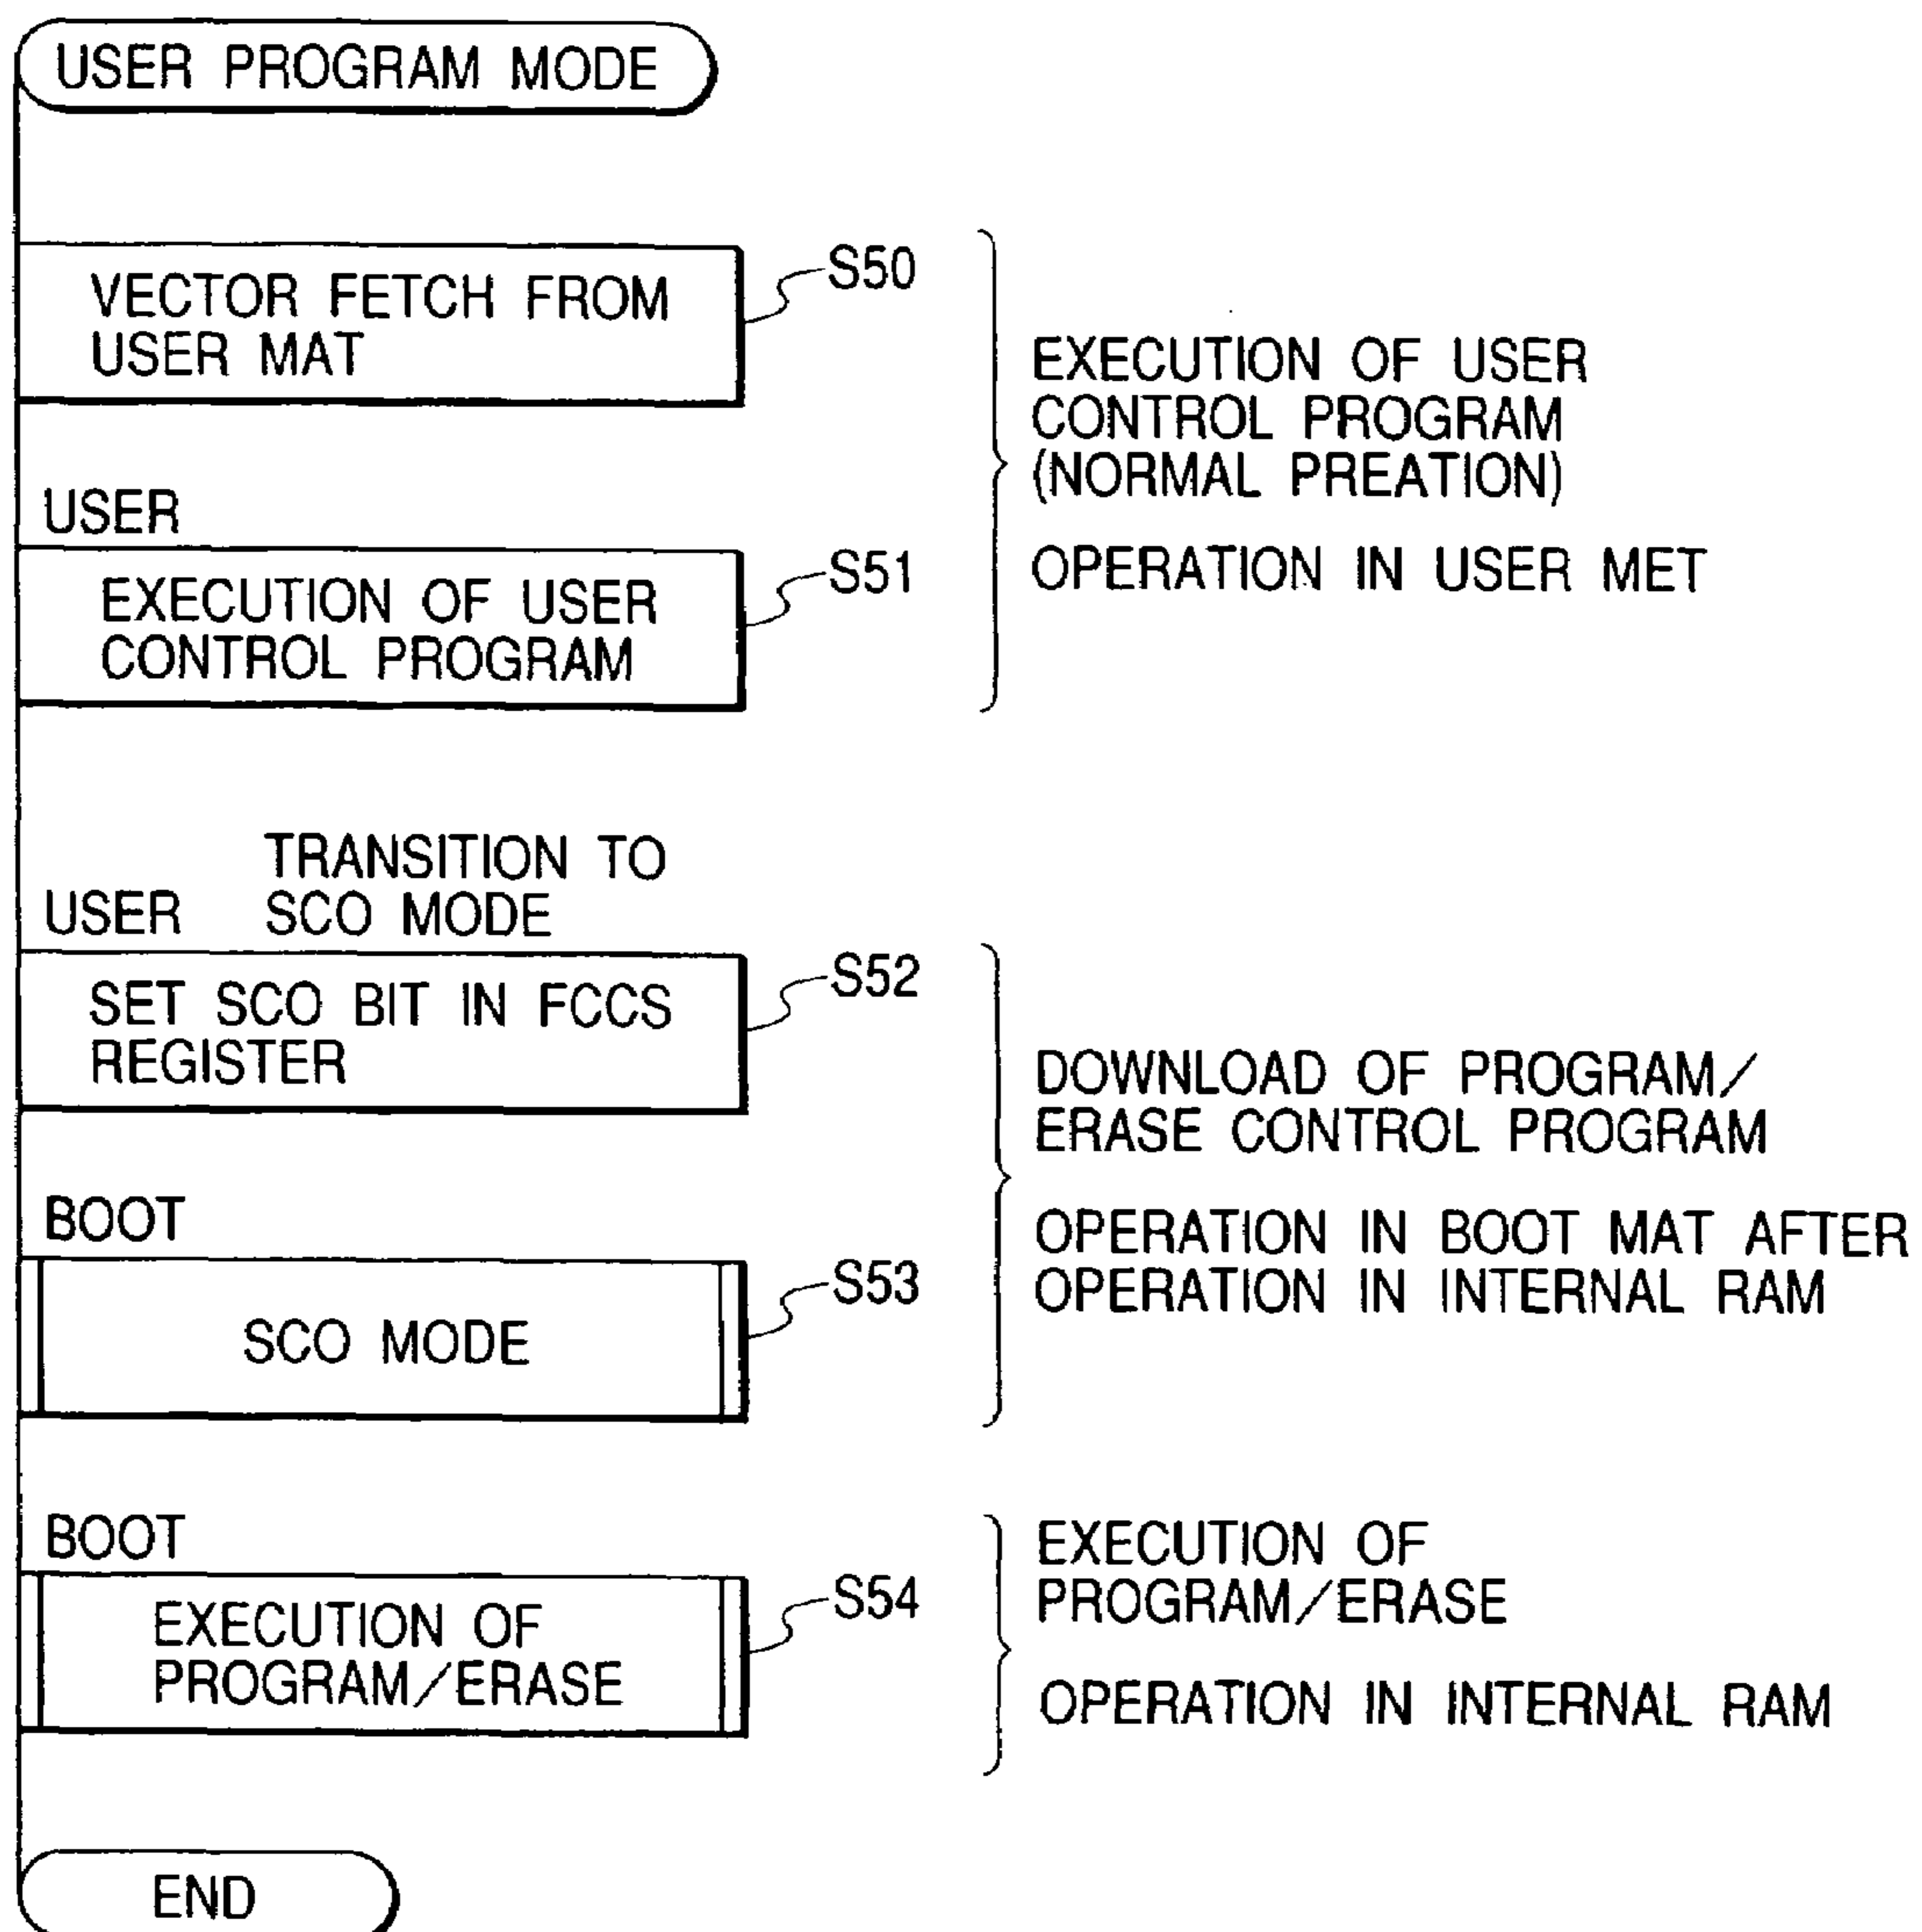 USER PROGRAM MODE
VECTOR FETCH FROM
USER MAT
S50
EXECUTION OF USER
CONTROL PROGRAM
(NORMAL PREATION)
OPERATION IN USER MET
USER
EXECUTION OF USER
CONTROL PROGRAM
S51
TRANSITION TO
USER SCO MODE
SET SCO BIT IN FCCS
REGISTER
S52
DOWNLOAD OF PROGRAM/
ERASE CONTROL PROGRAM
OPERATION IN BOOT MAT AFTER
OPERATION IN INTERNAL RAM
BOOT
SCO MODE
S53
BOOT
EXECUTION OF
PROGRAM/ERASE
S54
EXECUTION OF
PROGRAM/ERASE
OPERATION IN INTERNAL RAM
END